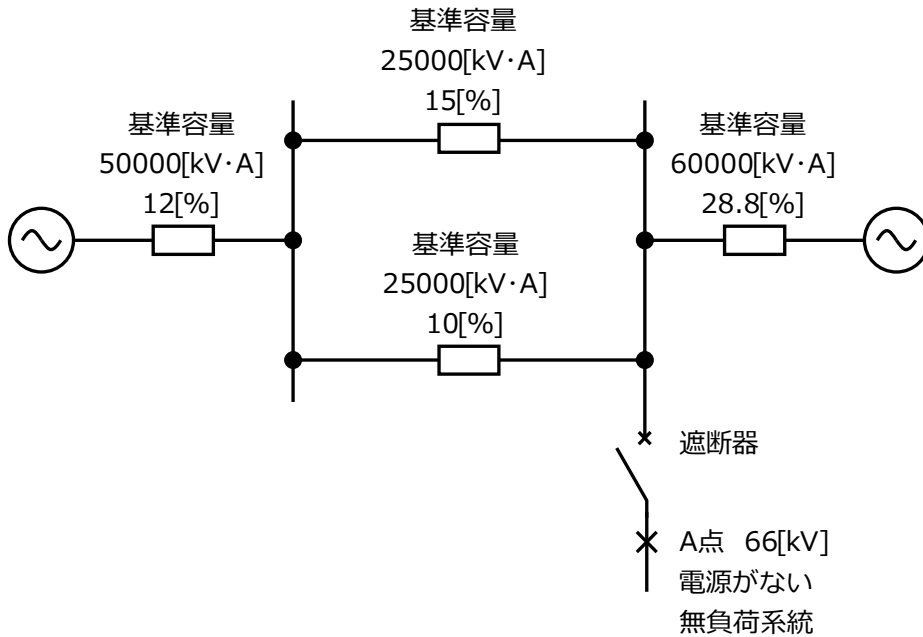 基準容量
25000[kV·A]
15[%]
基準容量
50000[kV·A]
12[%]
基準容量
60000[kV·A]
28.8[%]
基準容量
25000[kV·A]
10[%]
遮断器
A点 66[kV]
電源がない
無負荷系統